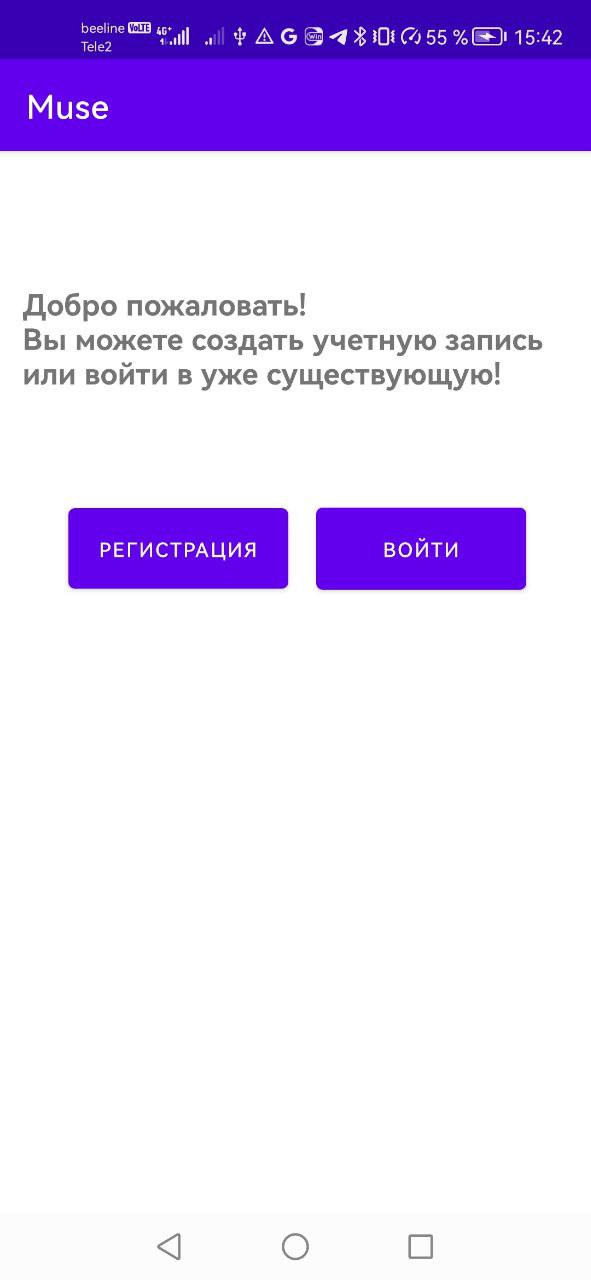 beeline VoLTE 4G+ 55 % 15:42
Tele2
Muse
Добро пожаловать!
Вы можете создать учетную запись
или войти в уже существующую!
РЕГИСТРАЦИЯ ВОЙТИ